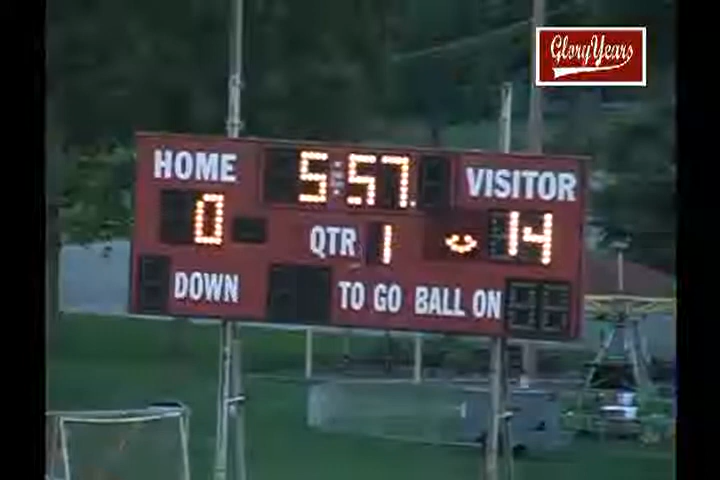 GloryYears
HOME 5:57 VISITOR
0 QTR 1 14
DOWN TO GO BALL ON